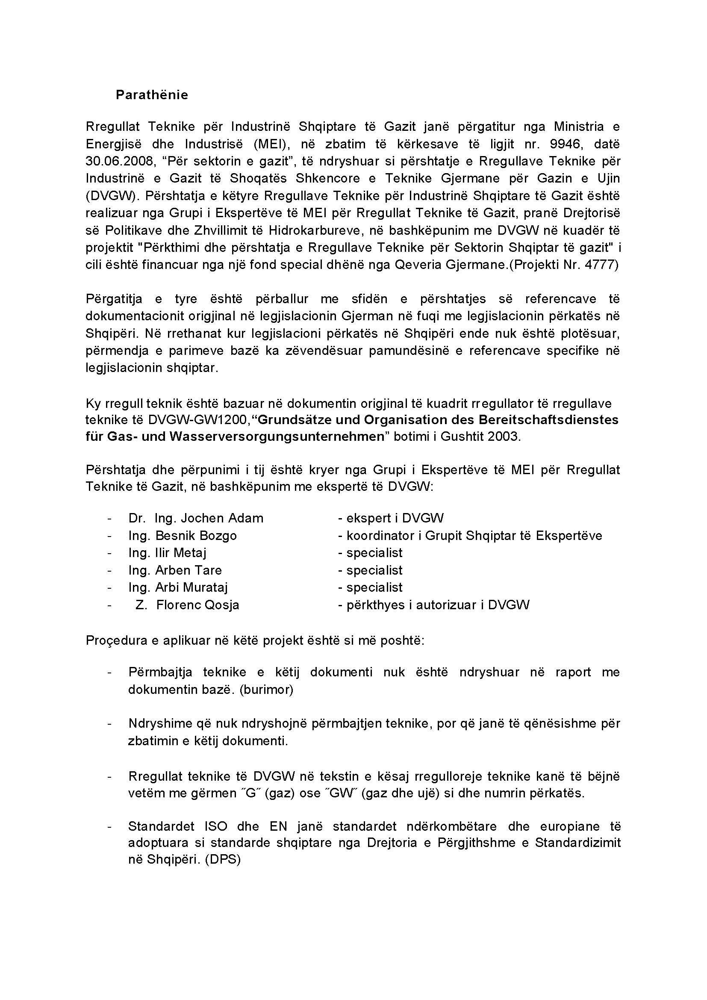 Parathënie
Rregullat Teknike për Industrinë Shqiptare të Gazit janë përgatitur nga Ministria e
Energjisë dhe Industrisë (MEI), në zbatim të kërkesave të ligjit nr. 9946, datë
30.06.2008, “Për sektorin e gazit”, të ndryshuar si përshtatje e Rregullave Teknike për
Industrinë e Gazit të Shoqatës Shkencore e Teknike Gjermane për Gazin e Ujin
(DVGW). Përshtatja e këtyre Rregullave Teknike për Industrinë Shqiptare të Gazit është
realizuar nga Grupi i Ekspertëve të MEI për Rregullat Teknike të Gazit, pranë Drejtorisë
së Politikave dhe Zhvillimit të Hidrokarbureve, në bashkëpunim me DVGW në kuadër të
projektit "Përkthimi dhe përshtatja e Rregullave Teknike për Sektorin Shqiptar të gazit" i
cili është financuar nga një fond special dhënë nga Qeveria Gjermane.(Projekti Nr. 4777)
Përgatitja e tyre është përballur me sfidën e përshtatjes së referencave të
dokumentacionit origjinal në legjislacionin Gjerman në fuqi me legjislacionin përkatës në
Shqipëri. Në rrethanat kur legjislacioni përkatës në Shqipëri ende nuk është plotësuar,
përmendja e parimeve bazë ka zëvendësuar pamundësinë e referencave specifike në
legjislacionin shqiptar.
Ky rregull teknik është bazuar në dokumentin origjinal të kuadrit rregullator të rregullave
teknike të DVGW-GW1200,“Grundsätze und Organisation des Bereitschaftsdienstes
für Gas- und Wasserversorgungsunternehmen” botimi i Gushtit 2003.
Përshtatja dhe përpunimi i tij është kryer nga Grupi i Ekspertëve të MEI për Rregullat
Teknike të Gazit, në bashkëpunim me ekspertë të DVGW:
- Dr. Ing. Jochen Adam - ekspert i DVGW
- Ing. Besnik Bozgo - koordinator i Grupit Shqiptar të Ekspertëve
- Ing. Ilir Metaj - specialist
- Ing. Arben Tare - specialist
- Ing. Arbi Murataj - specialist
- Z. Florenc Qosja - përkthyes i autorizuar i DVGW
Proçedura e aplikuar në këtë projekt është si më poshtë:
- Përmbajtja teknike e këtij dokumenti nuk është ndryshuar në raport me
dokumentin bazë. (burimor)
- Ndryshime që nuk ndryshojnë përmbajtjen teknike, por që janë të qënësishme për
zbatimin e këtij dokumenti.
- Rregullat teknike të DVGW në tekstin e kësaj rregulloreje teknike kanë të bëjnë
vetëm me gërmen ˝G˝ (gaz) ose ˝GW˝ (gaz dhe ujë) si dhe numrin përkatës.
- Standardet ISO dhe EN janë standardet ndërkombëtare dhe europiane të
adoptuara si standarde shqiptare nga Drejtoria e Përgjithshme e Standardizimit
në Shqipëri. (DPS)